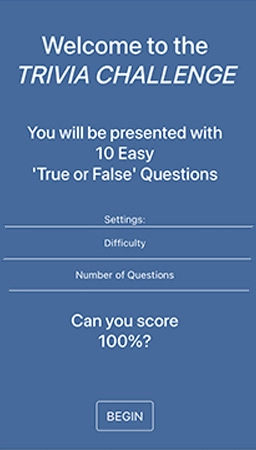 Welcome to the
TRIVIA CHALLENGE
You will be presented with
10 Easy
'True or False' Questions
Settings:
Difficulty
Number of Questions
Can you score
100%?
BEGIN